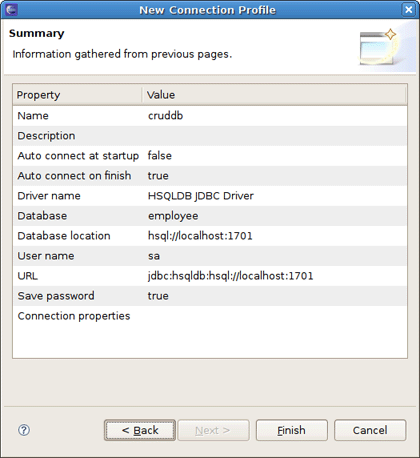 New Connection Profile
Summary
Information gathered from previous pages.
Property Value
Name cruddb
Description
Auto connect at startup false
Auto connect on finish true
Driver name HSQLDB JDBC Driver
Database employee
Database location hsql://localhost:1701
User name sa
URL jdbc:hsqldb:hsql://localhost:1701
Save password true
Connection properties
? < Back Next > Finish Cancel